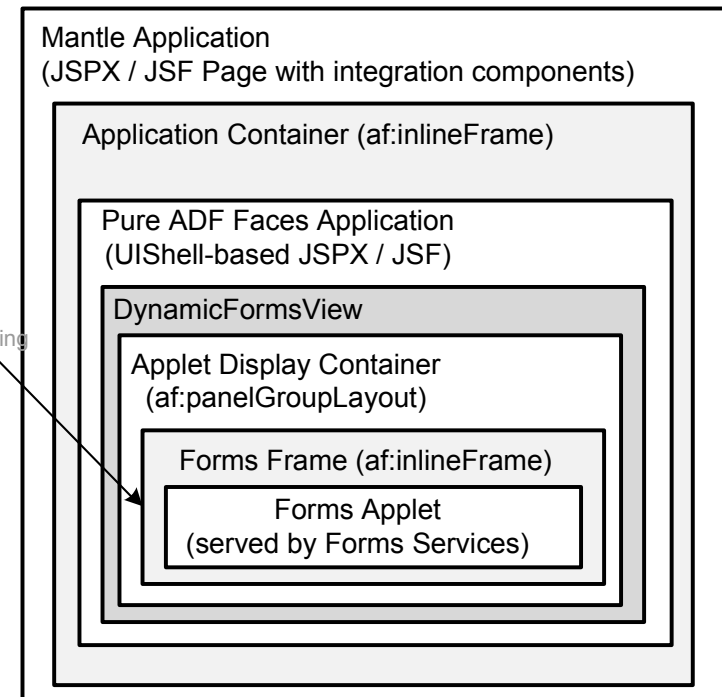 Mantle Application
(JSPX / JSF Page with integration components)
Application Container (af:inlineFrame)
Pure ADF Faces Application
(UIShell-based JSPX / JSF)
DynamicFormsView
ing
Applet Display Container
(af:panelGroupLayout)
Forms Frame (af:inlineFrame)
Forms Applet
(served by Forms Services)